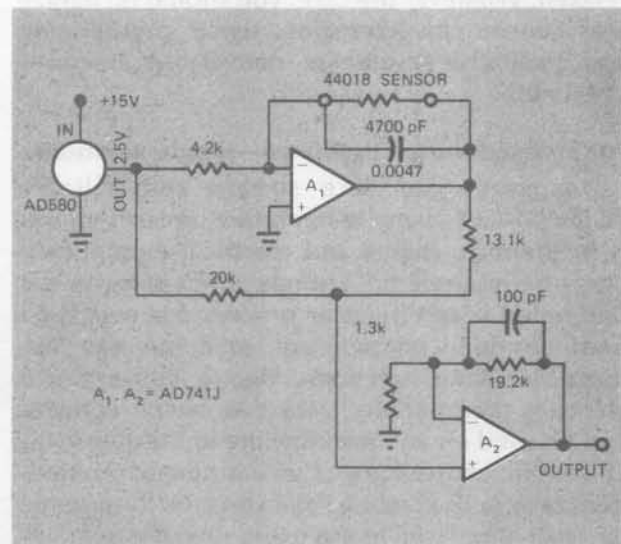 44018 SENSOR
+15V
4700 pF
IN
OUT 2.5V
4.2k
0.0047
A1
AD580
13.1k
20k
1.3k
100 pF
19.2k
A1, A2 = AD741J
A2
OUTPUT